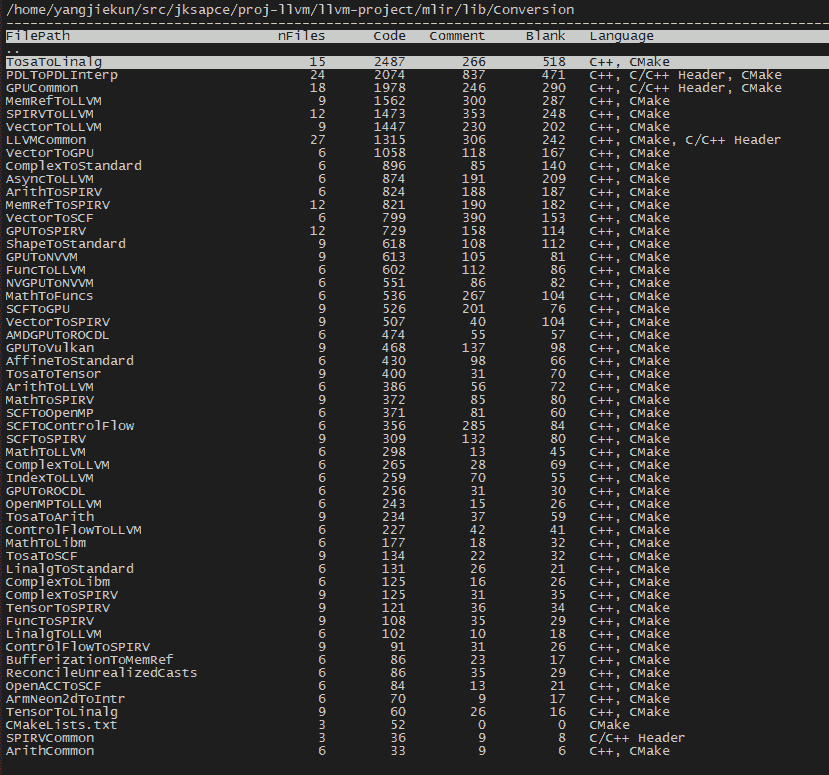 /home/yangjiekun/src/jksapce/proj-llvm/llvm-project/mlir/lib/Conversion
FilePath nFiles Code Comment Blank Language
..
TosaToLinalg 15 2487 266 518 C++, CMake
PDLToPDLInterp 24 2074 837 471 C++, C/C++ Header, CMake
GPUCommon 18 1978 246 290 C++, C/C++ Header, CMake
MemRefToLLVM 9 1562 300 287 C++, CMake
SPIRVToLLVM 12 1473 353 248 C++, CMake
VectorToLLVM 9 1447 230 202 C++, CMake
LLVMCommon 27 1315 306 242 C++, CMake, C/C++ Header
VectorToGPU 6 1058 118 167 C++, CMake
ComplexToStandard 6 896 85 140 C++, CMake
AsyncToLLVM 6 874 191 209 C++, CMake
ArithToSPIRV 6 824 188 187 C++, CMake
MemRefToSPIRV 12 821 190 182 C++, CMake
VectorToSCF 6 799 390 153 C++, CMake
GPUToSPIRV 12 729 158 114 C++, CMake
ShapeToStandard 9 618 108 112 C++, CMake
GPUToNVVM 9 613 105 81 C++, CMake
FuncToLLVM 6 602 112 86 C++, CMake
NVGPUToNVVM 6 551 86 82 C++, CMake
MathToFuncs 6 536 267 104 C++, CMake
SCFToGPU 9 526 201 76 C++, CMake
VectorToSPIRV 9 507 40 104 C++, CMake
AMDGPUToROCDL 6 474 55 57 C++, CMake
GPUToVulkan 9 468 137 98 C++, CMake
AffineToStandard 6 430 98 66 C++, CMake
TosaToTensor 9 400 31 70 C++, CMake
ArithToLLVM 6 386 56 72 C++, CMake
MathToSPIRV 9 372 85 80 C++, CMake
SCFToOpenMP 6 371 81 60 C++, CMake
SCFToControlFlow 6 356 285 84 C++, CMake
SCFToSPIRV 9 309 132 80 C++, CMake
MathToLLVM 6 298 13 45 C++, CMake
ComplexToLLVM 6 265 28 69 C++, CMake
IndexToLLVM 6 259 70 55 C++, CMake
GPUToROCDL 6 256 31 30 C++, CMake
OpenMPToLLVM 6 243 15 26 C++, CMake
TosaToArith 9 234 37 59 C++, CMake
ControlFlowToLLVM 6 227 42 41 C++, CMake
MathToLibm 6 177 18 32 C++, CMake
TosaToSCF 9 134 22 32 C++, CMake
LinalgToStandard 6 131 26 21 C++, CMake
ComplexToLibm 6 125 16 26 C++, CMake
ComplexToSPIRV 9 125 31 35 C++, CMake
TensorToSPIRV 9 121 36 34 C++, CMake
FuncToSPIRV 9 108 35 29 C++, CMake
LinalgToLLVM 6 102 10 18 C++, CMake
ControlFlowToSPIRV 9 91 31 26 C++, CMake
BufferizationToMemRef 6 86 23 17 C++, CMake
ReconcileUnrealizedCasts 6 86 35 29 C++, CMake
OpenACCToSCF 6 84 13 21 C++, CMake
ArmNeon2dToIntr 6 70 9 17 C++, CMake
TensorToLinalg 9 60 26 16 C++, CMake
CMakeLists.txt 3 52 0 0 CMake
SPIRVCommon 3 36 9 8 C/C++ Header
ArithCommon 6 33 9 6 C++, CMake